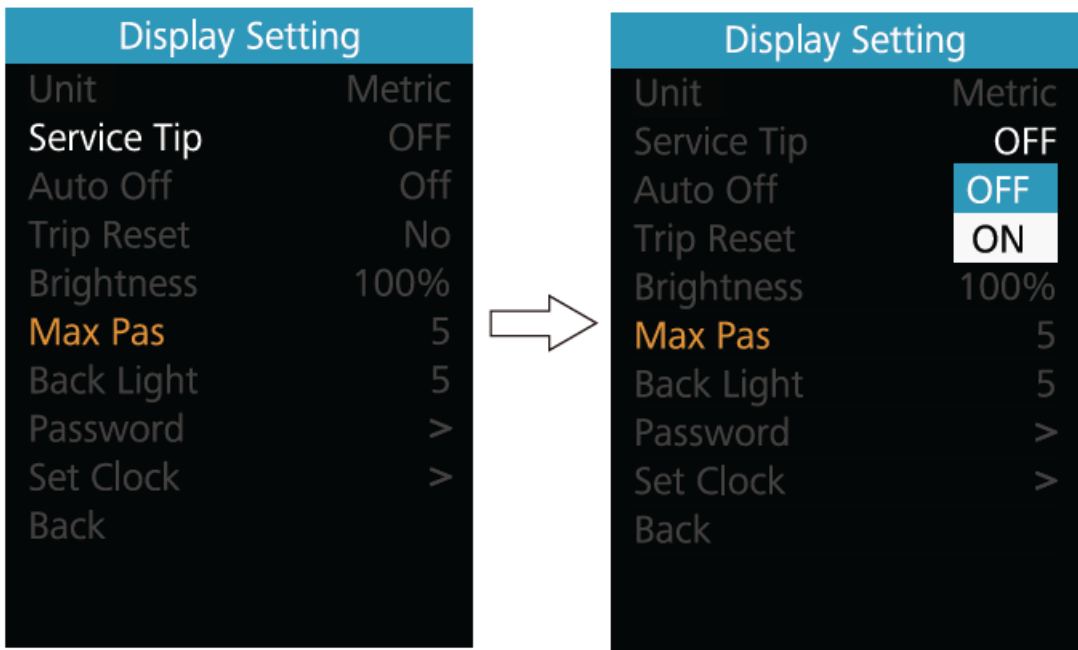 Display Setting
Unit Metric
Service Tip OFF
Auto Off Off
Trip Reset No
Brightness 100%
Max Pas 5
Back Light 5
Password >
Set Clock >
Back
Display Setting
Unit Metric
Service Tip OFF
Auto Off OFF
Trip Reset ON
Brightness 100%
Max Pas 5
Back Light 5
Password >
Set Clock >
Back